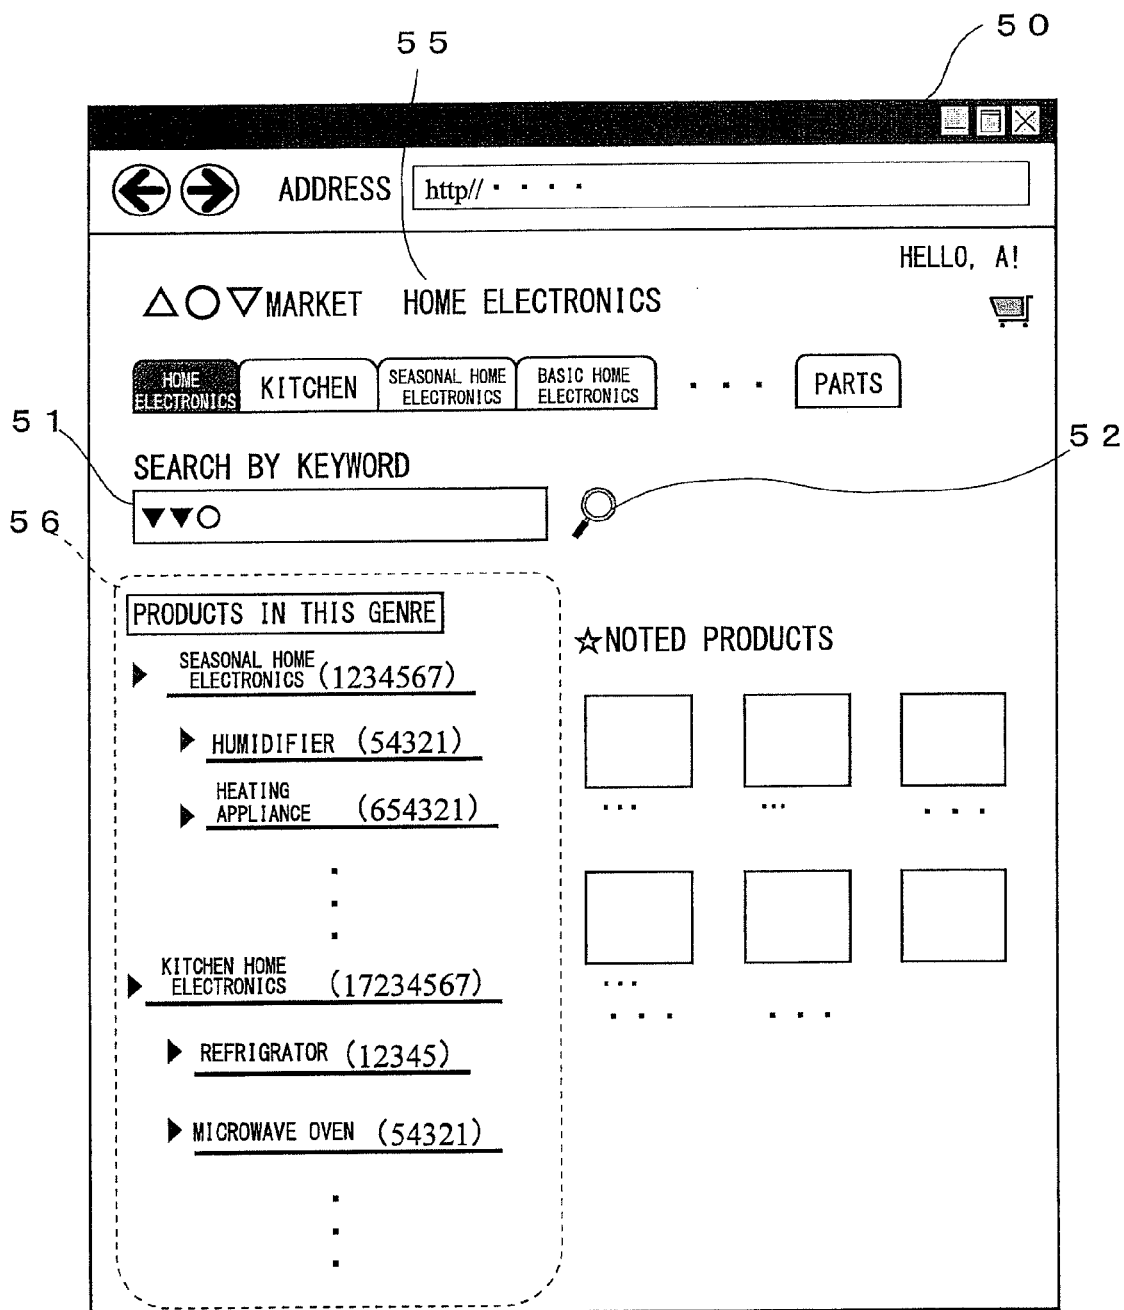 50
55
ADDRESS http//・・・・
HELLO, A!
△○▽MARKET HOME ELECTRONICS
HOME
ELECTRONICS
KITCHEN
SEASONAL HOME
ELECTRONICS
BASIC HOME
ELECTRONICS
・・・
PARTS
51
52
SEARCH BY KEYWORD
▼▼○
56
PRODUCTS IN THIS GENRE
☆NOTED PRODUCTS
SEASONAL HOME
ELECTRONICS (1234567)
HUMIDIFIER (54321)
HEATING
APPLIANCE (654321)
KITCHEN HOME
ELECTRONICS (17234567)
REFRIGRATOR (12345)
MICROWAVE OVEN (54321)